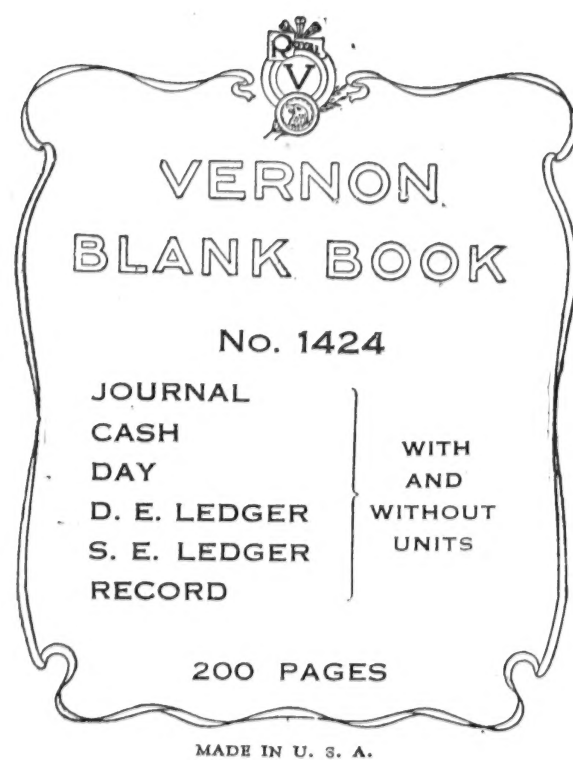 ROYAL
V
VERNON
BLANK BOOK
No. 1424
JOURNAL
CASH
DAY
D. E. LEDGER
S. E. LEDGER
RECORD
WITH
AND
WITHOUT
UNITS
200 PAGES
MADE IN U. S. A.